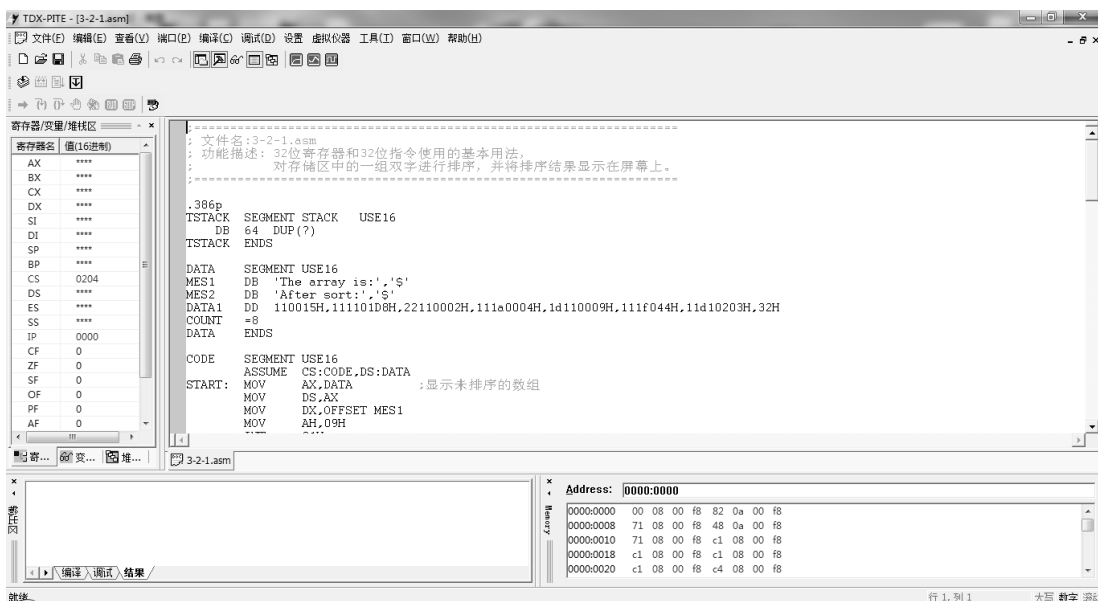 TDX-PITE - [3-2-1.asm]
文件(F) 编辑(E) 查看(V) 端口(P) 编译(C) 调试(D) 设置 虚拟仪器 工具(T) 窗口(W) 帮助(H)
寄存器/变量/堆栈区
寄存器名 值(16进制)
AX ****
BX ****
CX ****
DX ****
SI ****
DI ****
SP ****
BP ****
CS 0204
DS ****
ES ****
SS ****
IP 0000
CF 0
ZF 0
SF 0
OF 0
PF 0
AF 0
寄... 变... 堆...
;===========================================================
; 文件名:3-2-1.asm
; 功能描述: 32位寄存器和32位指令使用的基本用法,
; 对存储区中的一组双字进行排序, 并将排序结果显示在屏幕上。
;===========================================================
.386p
TSTACK SEGMENT STACK USE16
DB 64 DUP(?)
TSTACK ENDS
DATA SEGMENT USE16
MES1 DB 'The array is:','$'
MES2 DB 'After sort:','$'
DATA1 DD 110015H,111101D8H,22110002H,111a0004H,1d110009H,111f044H,11d10203H,32H
COUNT =8
DATA ENDS
CODE SEGMENT USE16
ASSUME CS:CODE,DS:DATA
START: MOV AX,DATA ;显示未排序的数组
MOV DS,AX
MOV DX,OFFSET MES1
MOV AH,09H
3-2-1.asm
输出区
编译 调试 结果
Memory
Address: 0000:0000
0000:0000 00 08 00 f8 82 0a 00 f8
0000:0008 71 08 00 f8 48 0a 00 f8
0000:0010 71 08 00 f8 c1 08 00 f8
0000:0018 c1 08 00 f8 c1 08 00 f8
0000:0020 c1 08 00 f8 c4 08 00 f8
就绪
行 1, 列 1 大写 数字